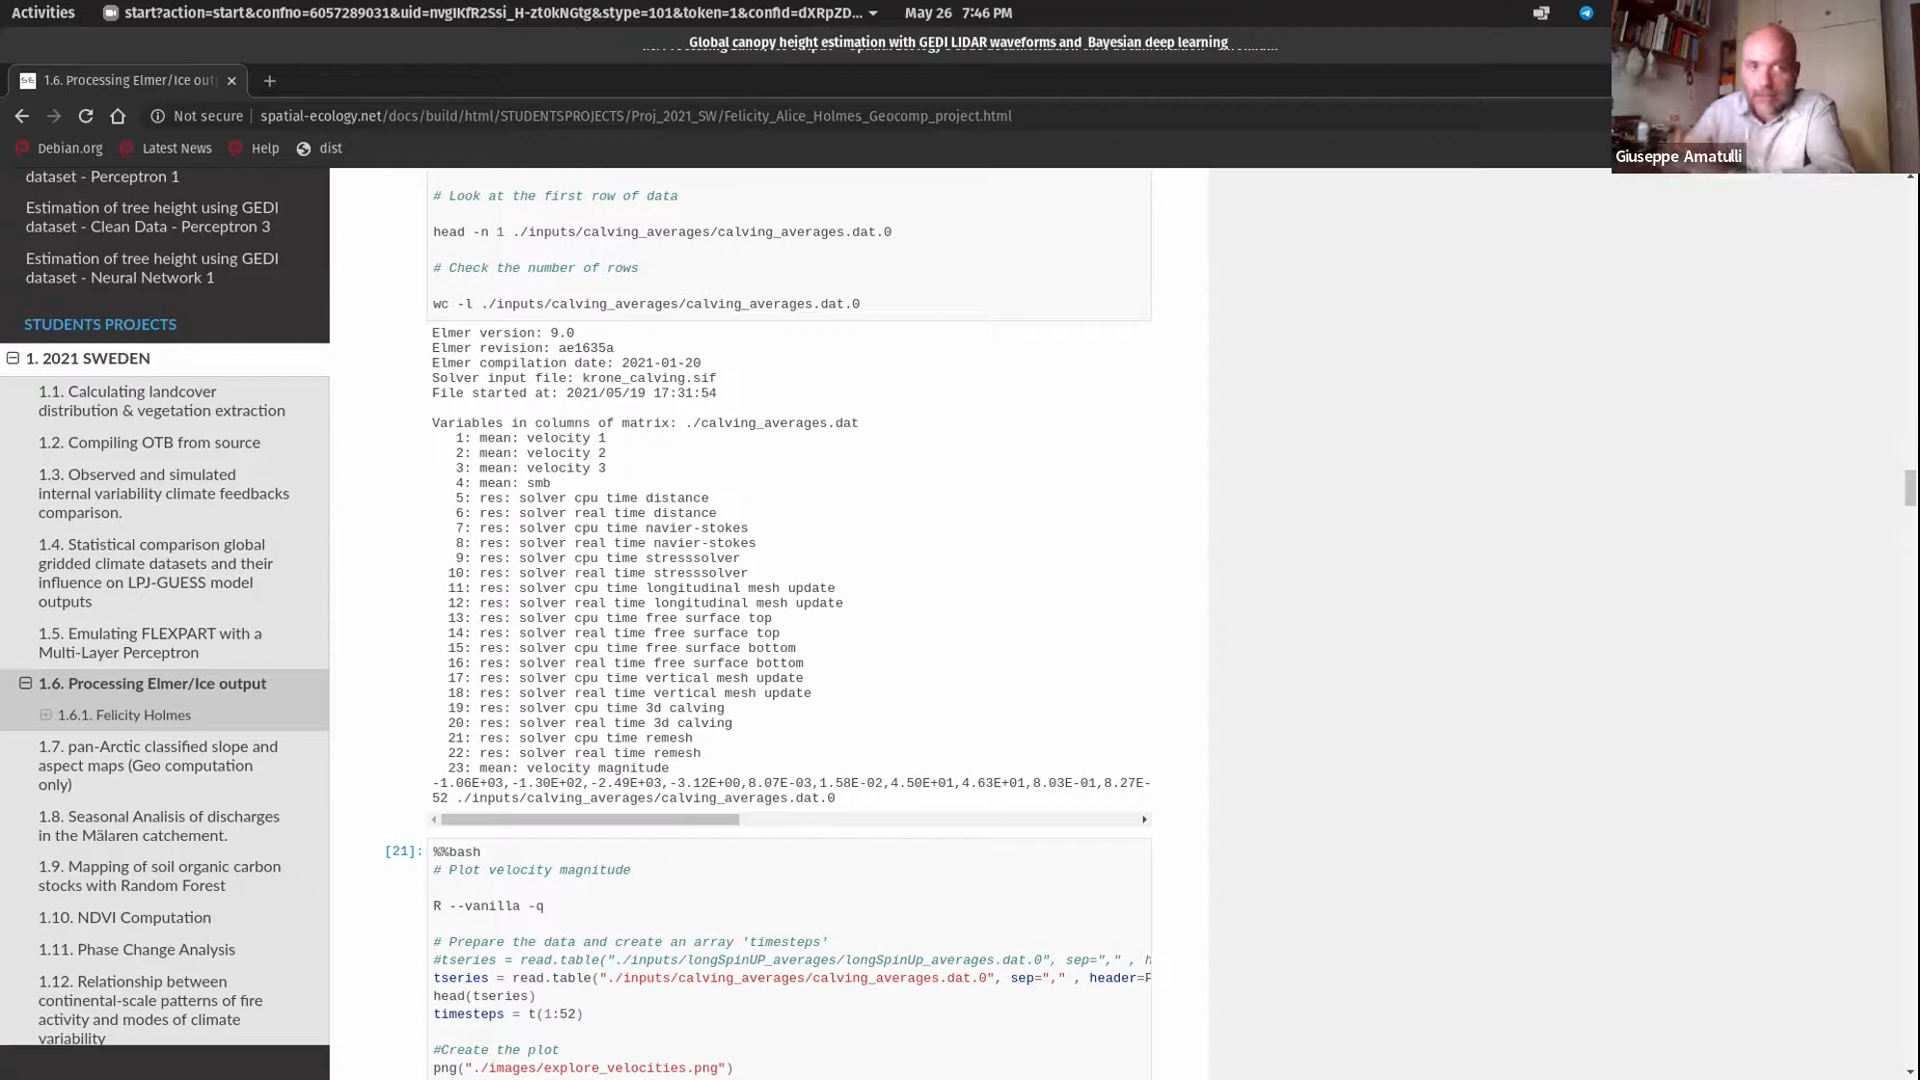 Activities
start?action=start&confno=6057289031&uid=nvgIKfR2Ssi_H-zt0kNGtg&stype=101&token=1&confid=dXRpZD...
May 26 7:46 PM
Global canopy height estimation with GEDI LIDAR waveforms and Bayesian deep learning
1.6. Processing Elmer/Ice out
Not secure
spatial-ecology.net/docs/build/html/STUDENTSPROJECTS/Proj_2021_SW/Felicity_Alice_Holmes_Geocomp_project.html
Debian.org
Latest News
Help
dist
Giuseppe Amatulli
dataset - Perceptron 1
Estimation of tree height using GEDI
dataset - Clean Data - Perceptron 3
Estimation of tree height using GEDI
dataset - Neural Network 1
STUDENTS PROJECTS
1. 2021 SWEDEN
1.1. Calculating landcover
distribution & vegetation extraction
1.2. Compiling OTB from source
1.3. Observed and simulated
internal variability climate feedbacks
comparison.
1.4. Statistical comparison global
gridded climate datasets and their
influence on LPJ-GUESS model
outputs
1.5. Emulating FLEXPART with a
Multi-Layer Perceptron
1.6. Processing Elmer/Ice output
1.6.1. Felicity Holmes
1.7. pan-Arctic classified slope and
aspect maps (Geo computation
only)
1.8. Seasonal Analisis of discharges
in the Mälaren catchement.
1.9. Mapping of soil organic carbon
stocks with Random Forest
1.10. NDVI Computation
1.11. Phase Change Analysis
1.12. Relationship between
continental-scale patterns of fire
activity and modes of climate
variability
# Look at the first row of data
head -n 1 ./inputs/calving_averages/calving_averages.dat.0
# Check the number of rows
wc -l ./inputs/calving_averages/calving_averages.dat.0
Elmer version: 9.0
Elmer revision: ae1635a
Elmer compilation date: 2021-01-20
Solver input file: krone_calving.sif
File started at: 2021/05/19 17:31:54
Variables in columns of matrix: ./calving_averages.dat
1: mean: velocity 1
2: mean: velocity 2
3: mean: velocity 3
4: mean: smb
5: res: solver cpu time distance
6: res: solver real time distance
7: res: solver cpu time navier-stokes
8: res: solver real time navier-stokes
9: res: solver cpu time stresssolver
10: res: solver real time stresssolver
11: res: solver cpu time longitudinal mesh update
12: res: solver real time longitudinal mesh update
13: res: solver cpu time free surface top
14: res: solver real time free surface top
15: res: solver cpu time free surface bottom
16: res: solver real time free surface bottom
17: res: solver cpu time vertical mesh update
18: res: solver real time vertical mesh update
19: res: solver cpu time 3d calving
20: res: solver real time 3d calving
21: res: solver cpu time remesh
22: res: solver real time remesh
23: mean: velocity magnitude
-1.06E+03,-1.30E+02,-2.49E+03,-3.12E+00,8.07E-03,1.58E-02,4.50E+01,4.63E+01,8.03E-01,8.27E-
52 ./inputs/calving_averages/calving_averages.dat.0
[21]:
%%bash
# Plot velocity magnitude
R --vanilla -q
# Prepare the data and create an array 'timesteps'
#tseries = read.table("./inputs/longSpinUP_averages/longSpinUp_averages.dat.0", sep="," , h
tseries = read.table("./inputs/calving_averages/calving_averages.dat.0", sep="," , header=F
head(tseries)
timesteps = t(1:52)
#Create the plot
png("./images/explore_velocities.png")